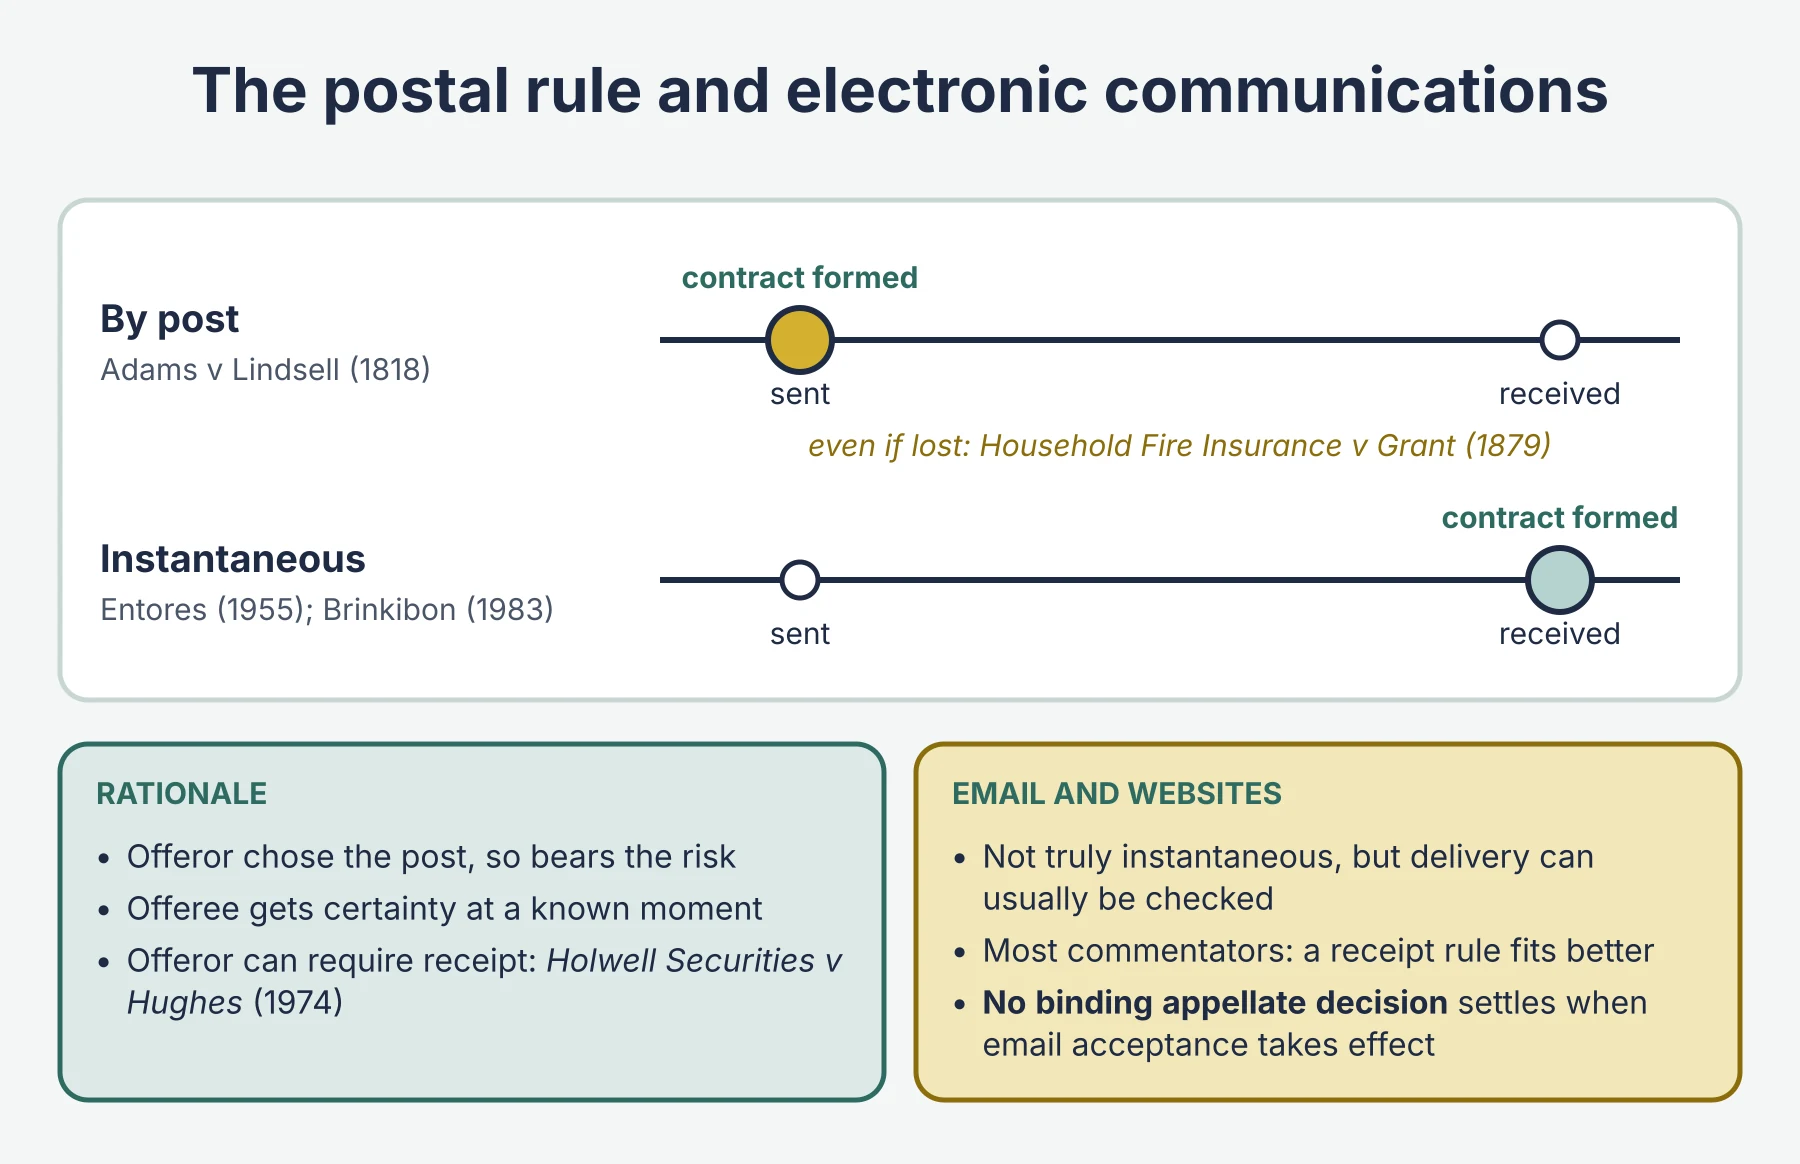 The postal rule and electronic communications
contract formed
By post
Adams v Lindsell (1818)
sent
received
even if lost: Household Fire Insurance v Grant (1879)
contract formed
Instantaneous
Entores (1955); Brinkibon (1983)
sent
received
RATIONALE
• Offeror chose the post, so bears the risk
• Offeree gets certainty at a known moment
• Offeror can require receipt: Holwell Securities v
Hughes (1974)
EMAIL AND WEBSITES
• Not truly instantaneous, but delivery can
usually be checked
• Most commentators: a receipt rule fits better
• No binding appellate decision settles when
email acceptance takes effect